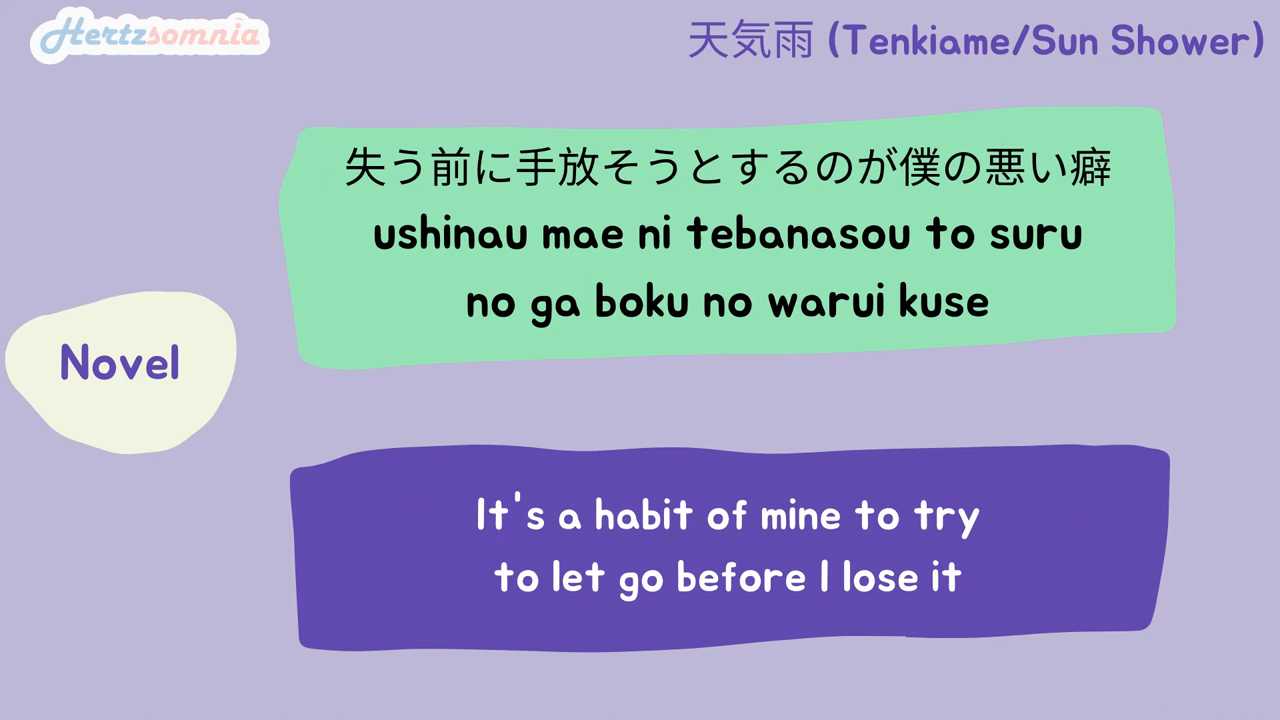 Hertzsomnia
天気雨 (Tenkiame/Sun Shower)
失う前に手放そうとするのが僕の悪い癖
ushinau mae ni tebanasou to suru
no ga boku no warui kuse
Novel
It's a habit of mine to try
to let go before I lose it